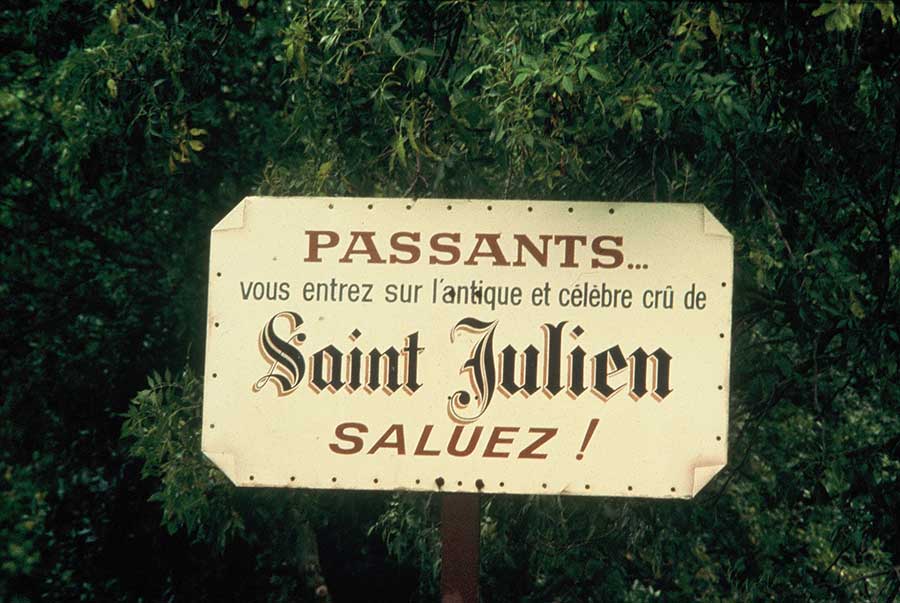 PASSANTS...
vous entrez sur l'antique et célèbre crû de
Saint Julien
SALUEZ !